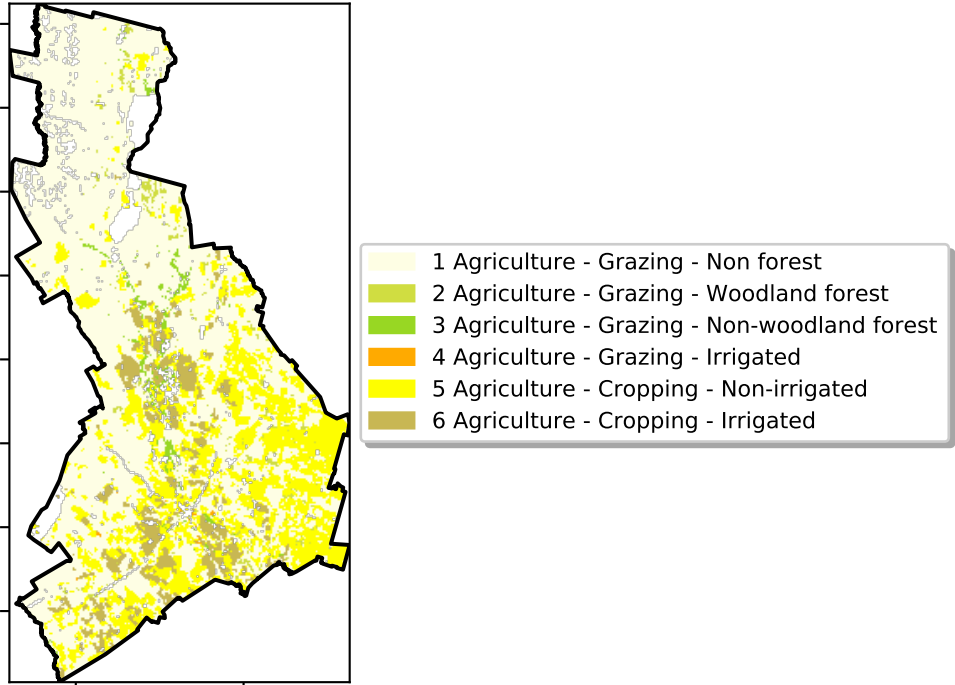 1 Agriculture - Grazing - Non forest
2 Agriculture - Grazing - Woodland forest
3 Agriculture - Grazing - Non-woodland forest
4 Agriculture - Grazing - Irrigated
5 Agriculture - Cropping - Non-irrigated
6 Agriculture - Cropping - Irrigated